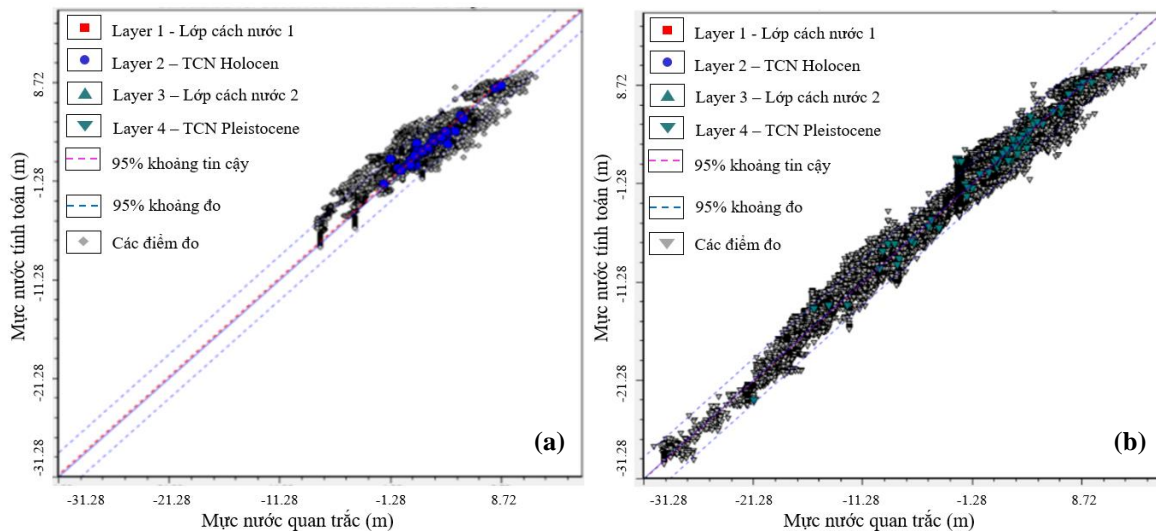 Layer 1 - Lớp cách nước 1
Layer 2 – TCN Holocen
Layer 3 – Lớp cách nước 2
Layer 4 – TCN Pleistocene
95% khoảng tin cậy
95% khoảng đo
Các điểm đo
Mực nước tính toán (m)
8.72
-1.28
-11.28
-21.28
-31.28
(a)
-31.28 -21.28 -11.28 -1.28 8.72
Mực nước quan trắc (m)
Layer 1 - Lớp cách nước 1
Layer 2 – TCN Holocen
Layer 3 – Lớp cách nước 2
Layer 4 – TCN Pleistocene
95% khoảng tin cậy
95% khoảng đo
Các điểm đo
Mực nước tính toán (m)
8.72
-1.28
-11.28
-21.28
-31.28
(b)
-31.28 -21.28 -11.28 -1.28 8.72
Mực nước quan trắc (m)